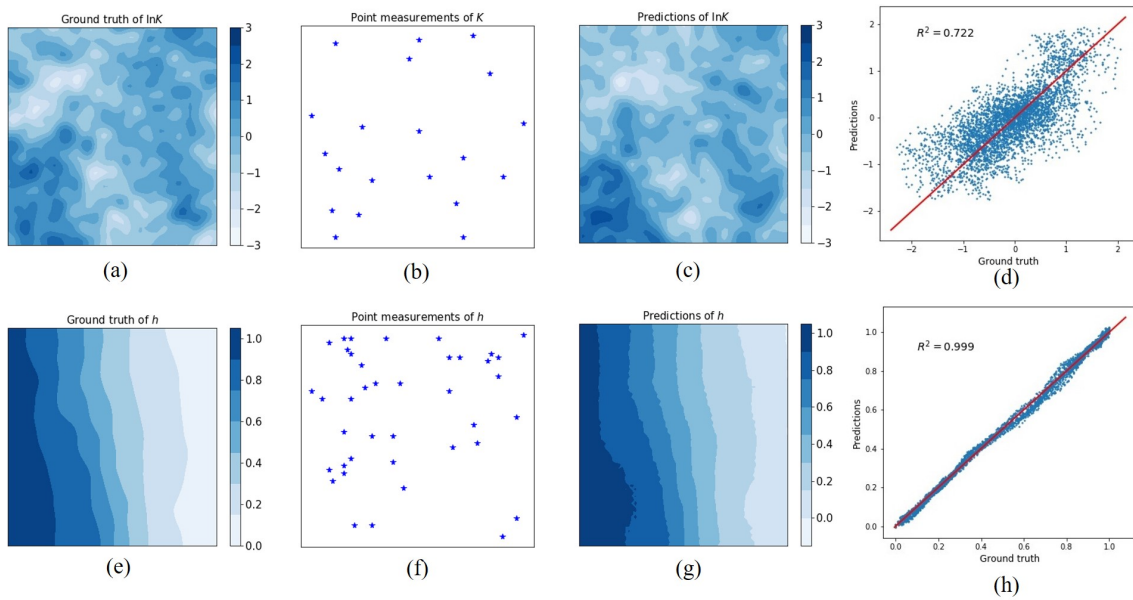 Ground truth of lnK
3
2
1
0
−1
−2
−3
(a)
Point measurements of K
(b)
Predictions of lnK
3
2
1
0
−1
−2
−3
(c)
R² = 0.722
Predictions
2
1
0
−1
−2
−2 −1 0 1 2
Ground truth
(d)
Ground truth of h
1.0
0.8
0.6
0.4
0.2
0.0
(e)
Point measurements of h
(f)
Predictions of h
1.0
0.8
0.6
0.4
0.2
0.0
(g)
R² = 0.999
Predictions
1.0
0.8
0.6
0.4
0.2
0.0
0.0 0.2 0.4 0.6 0.8 1.0
Ground truth
(h)